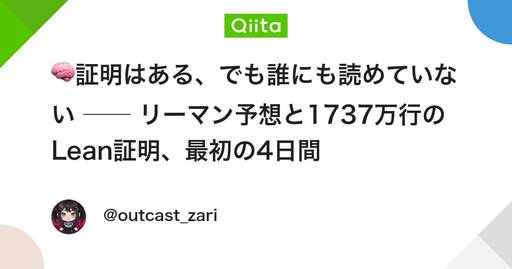 Qiita
🧠証明はある、でも誰にも読めていな
い ── リーマン予想と1737万行の
Lean証明、最初の4日間
@outcast_zari